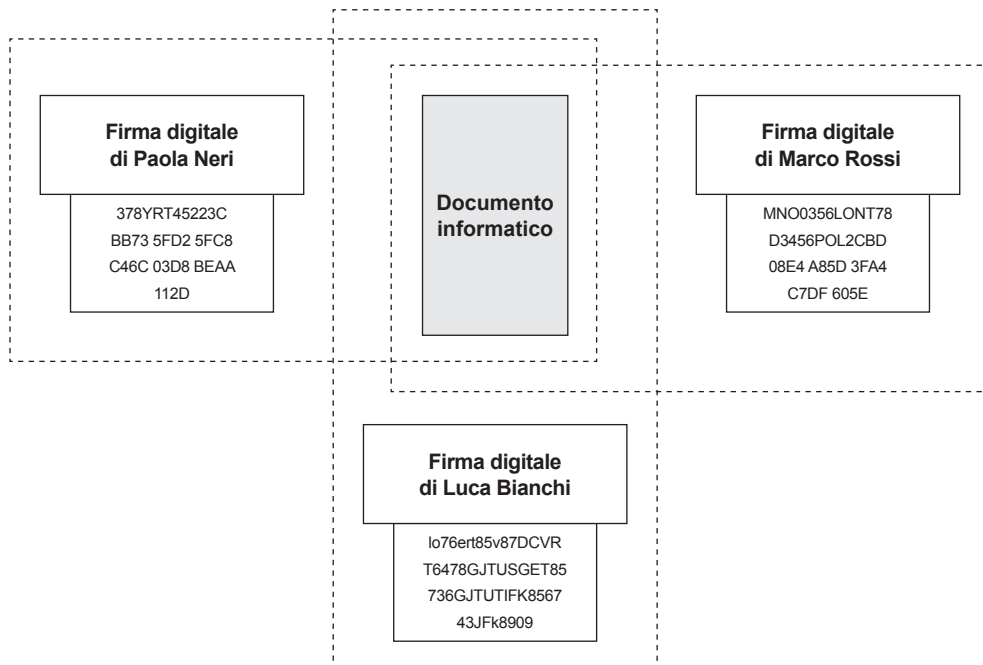 Firma digitale
di Paola Neri
378YRT45223C
BB73 5FD2 5FC8
C46C 03D8 BEAA
112D
Documento
informatico
Firma digitale
di Marco Rossi
MNO0356LONT78
D3456POL2CBD
08E4 A85D 3FA4
C7DF 605E
Firma digitale
di Luca Bianchi
lo76ert85v87DCVR
T6478GJTUSGET85
736GJTUTIFK8567
43JFk8909